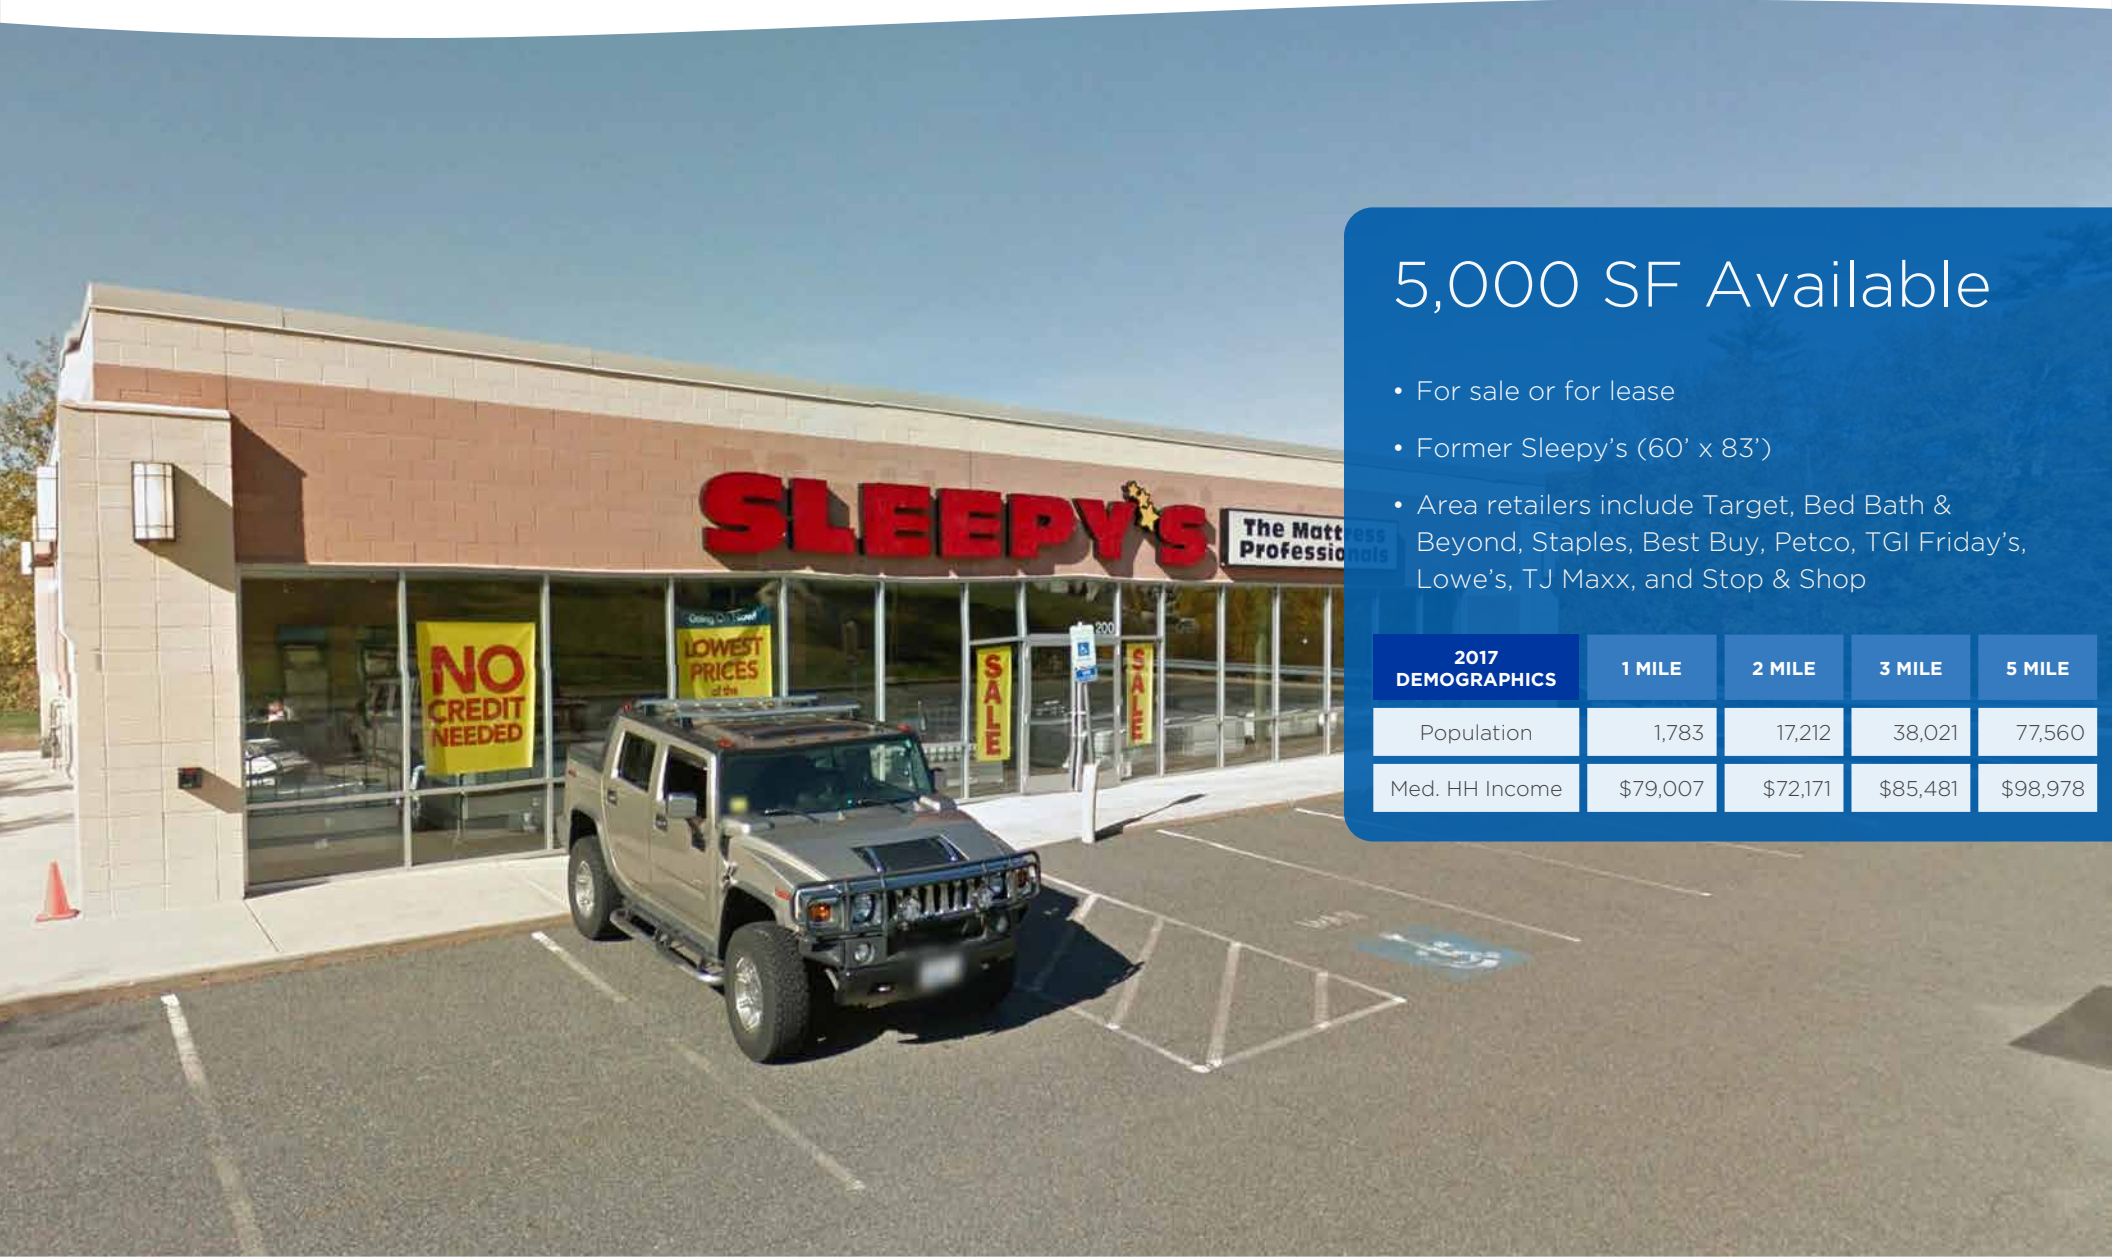 5,000 SF Available
• For sale or for lease
• Former Sleepy’s (60’ x 83’)
• Area retailers include Target, Bed Bath &
Beyond, Staples, Best Buy, Petco, TGI Friday’s,
Lowe’s, TJ Maxx, and Stop & Shop
2017 DEMOGRAPHICS 1 MILE 2 MILE 3 MILE 5 MILE
Population 1,783 17,212 38,021 77,560
Med. HH Income $79,007 $72,171 $85,481 $98,978
SLEEPY'S
The Mattress
Professionals
NO
CREDIT
NEEDED
LOWEST
PRICES
of the
SALE
200
SALE